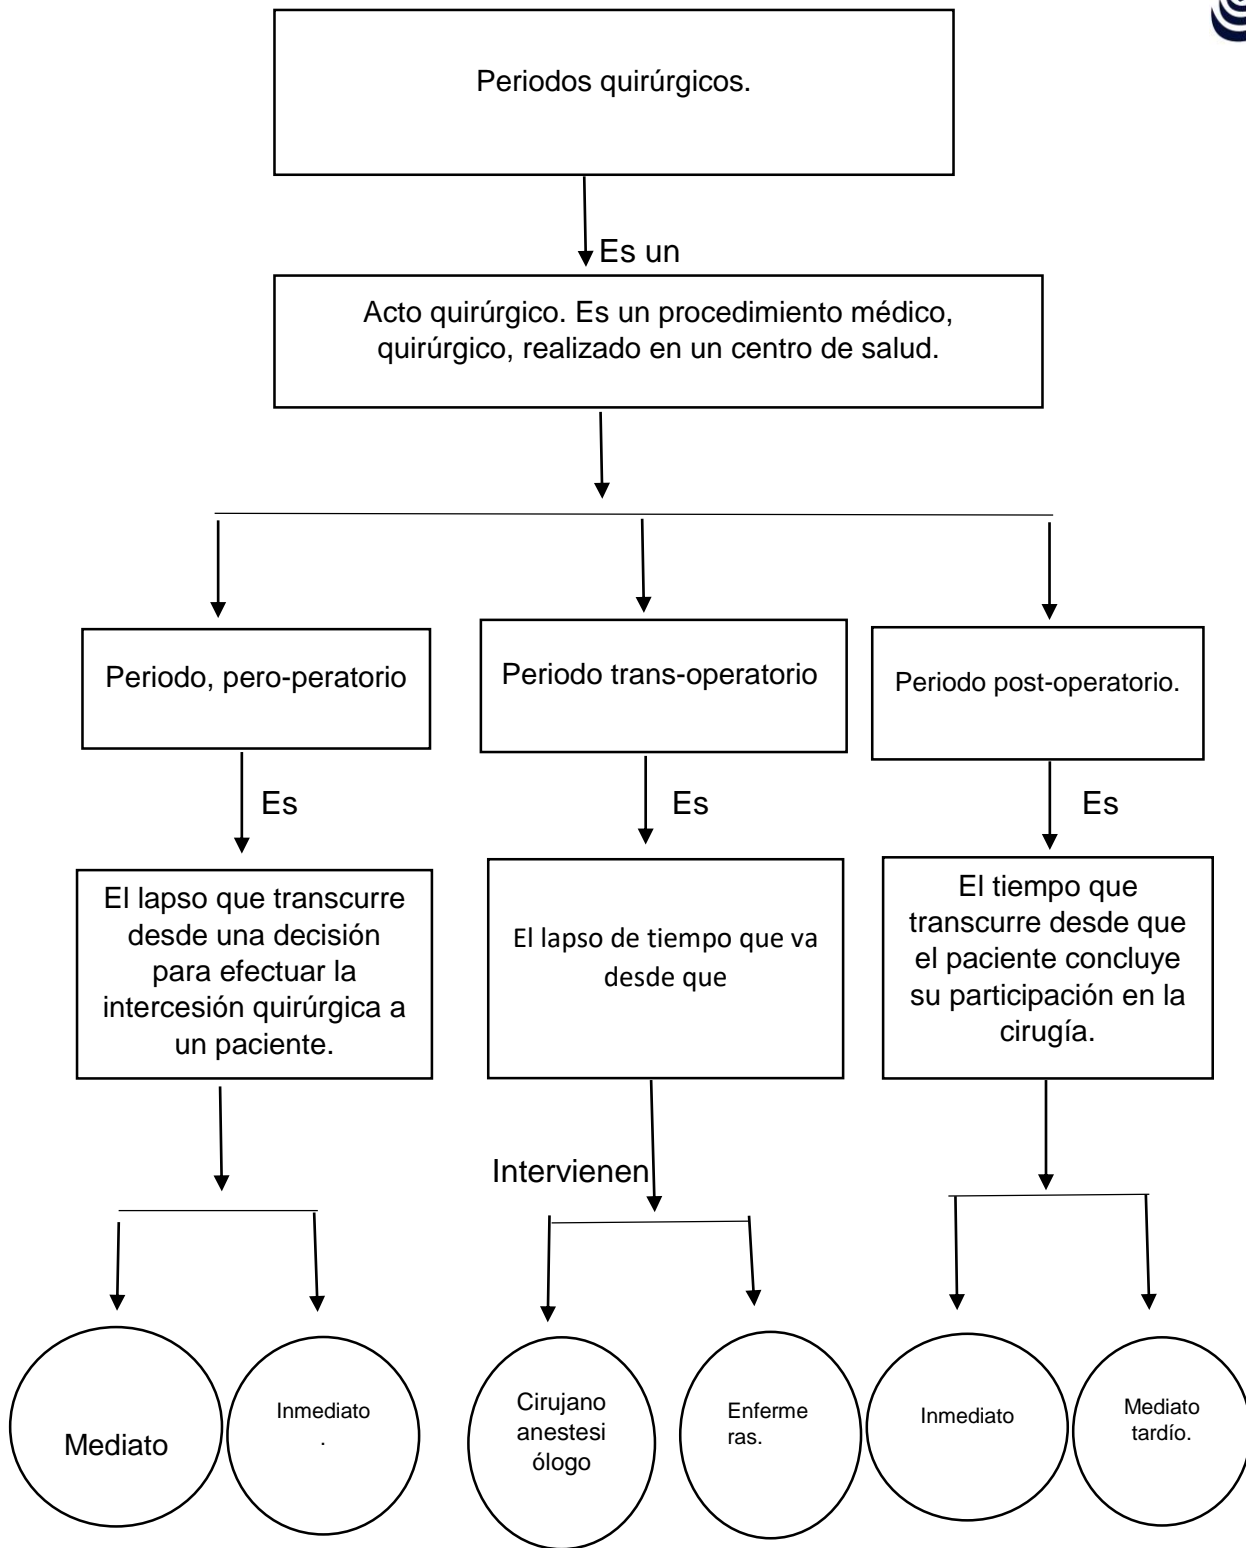 Periodos quirúrgicos.
Es un
Acto quirúrgico. Es un procedimiento médico,
quirúrgico, realizado en un centro de salud.
Periodo, pero-peratorio
Periodo trans-operatorio
Periodo post-operatorio.
Es
Es
Es
El lapso que transcurre
desde una decisión
para efectuar la
intercesión quirúrgica a
un paciente.
El lapso de tiempo que va
desde que
El tiempo que
transcurre desde que
el paciente concluye
su participación en la
cirugía.
Intervienen
Mediato
Inmediato
.
Cirujano
anestesi
ólogo
Enferme
ras.
Inmediato
Mediato
tardío.